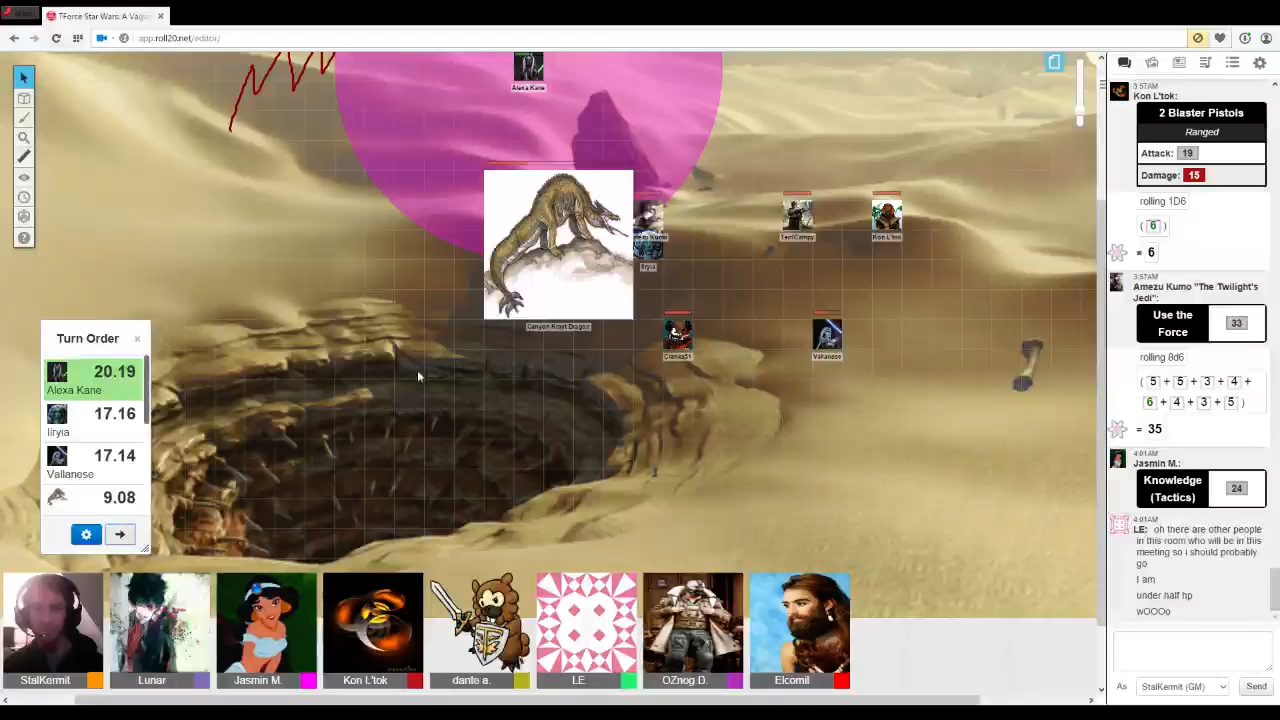 TForce Star Wars: A Vagu
app.roll20.net/editor/
Alexa Kane
Iiryia
Terr'Campy
Kon L'tok
Canyon Krayt Dragon
Cranks51
Vallanese
Turn Order
20.19
Alexa Kane
17.16
Iiryia
17.14
Vallanese
9.08
3:57AM
Kon L'tok:
2 Blaster Pistols
Ranged
Attack: 19
Damage: 15
rolling 1D6
( 6 )
= 6
3:57AM
Amezu Kumo "The Twilight's
Jedi":
Use the
Force
33
rolling 8d6
( 5 + 5 + 3 + 4 +
6 + 4 + 3 + 5 )
= 35
4:01AM
Jasmin M.:
Knowledge
(Tactics)
24
4:01AM
LE: oh there are other people
in this room who will be in this
meeting so i should probably
go
I am
under half hp
wOOOo
As StalKermit (GM) Send
StalKermit
Lunar
Jasmin M.
Kon L'tok
dante a.
LE
OZnog D.
Elcomil